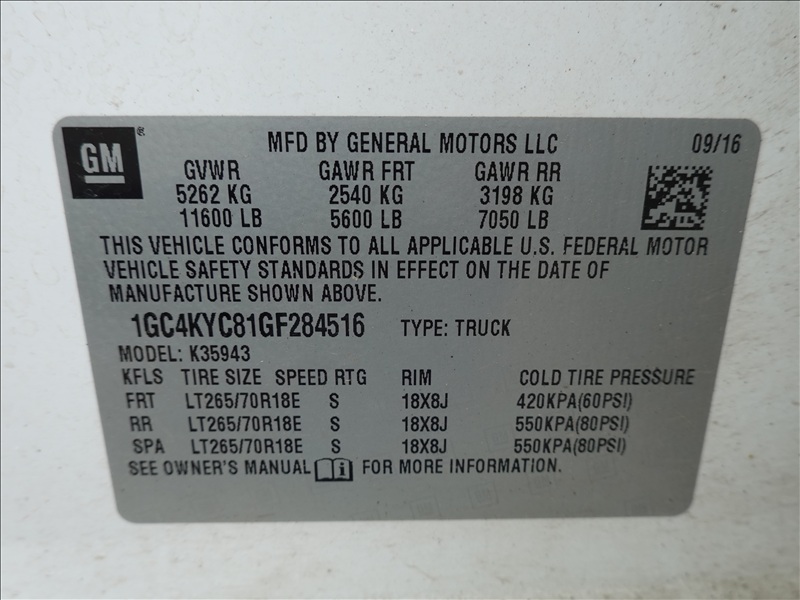 GM ®
MFD BY GENERAL MOTORS LLC 09/16
GVWR GAWR FRT GAWR RR
5262 KG 2540 KG 3198 KG
11600 LB 5600 LB 7050 LB
THIS VEHICLE CONFORMS TO ALL APPLICABLE U.S. FEDERAL MOTOR
VEHICLE SAFETY STANDARDS IN EFFECT ON THE DATE OF
MANUFACTURE SHOWN ABOVE.
1GC4KYC81GF284516 TYPE: TRUCK
MODEL: K35943
KFLS TIRE SIZE SPEED RTG RIM COLD TIRE PRESSURE
FRT LT265/70R18E S 18X8J 420KPA(60PSI)
RR LT265/70R18E S 18X8J 550KPA(80PSI)
SPA LT265/70R18E S 18X8J 550KPA(80PSI)
SEE OWNER'S MANUAL i FOR MORE INFORMATION.